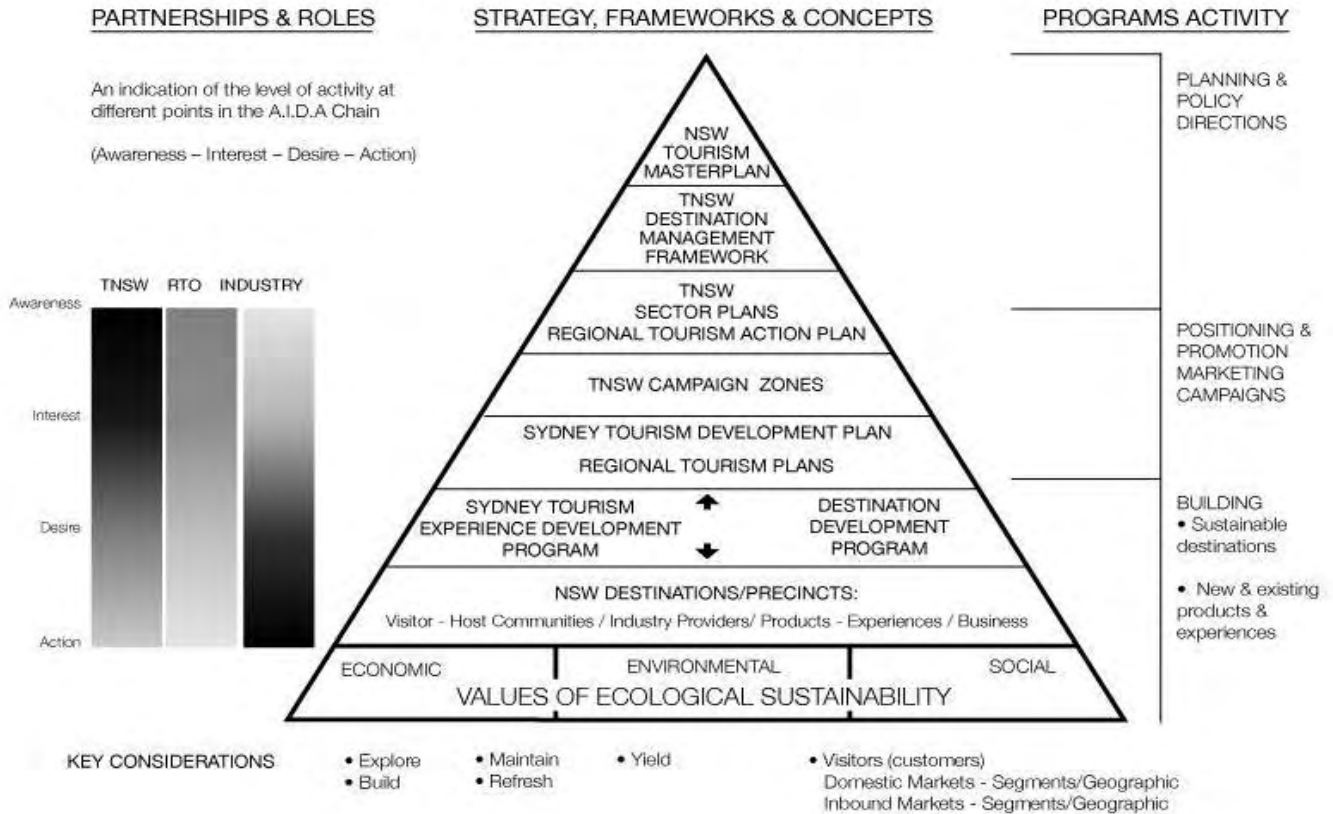 PARTNERSHIPS & ROLES
An indication of the level of activity at
different points in the A.I.D.A Chain
(Awareness – Interest – Desire – Action)
TNSW RTO INDUSTRY
Awareness
Interest
Desire
Action
STRATEGY, FRAMEWORKS & CONCEPTS
NSW
TOURISM
MASTERPLAN
TNSW
DESTINATION
MANAGEMENT
FRAMEWORK
TNSW
SECTOR PLANS
REGIONAL TOURISM ACTION PLAN
TNSW CAMPAIGN ZONES
SYDNEY TOURISM DEVELOPMENT PLAN
REGIONAL TOURISM PLANS
SYDNEY TOURISM
EXPERIENCE DEVELOPMENT
PROGRAM
DESTINATION
DEVELOPMENT
PROGRAM
NSW DESTINATIONS/PRECINCTS:
Visitor - Host Communities / Industry Providers/ Products - Experiences / Business
ECONOMIC ENVIRONMENTAL SOCIAL
VALUES OF ECOLOGICAL SUSTAINABILITY
PROGRAMS ACTIVITY
PLANNING &
POLICY
DIRECTIONS
POSITIONING &
PROMOTION
MARKETING
CAMPAIGNS
BUILDING
• Sustainable
destinations
• New & existing
products &
experiences
KEY CONSIDERATIONS
• Explore
• Build
• Maintain
• Refresh
• Yield
• Visitors (customers)
Domestic Markets - Segments/Geographic
Inbound Markets - Segments/Geographic